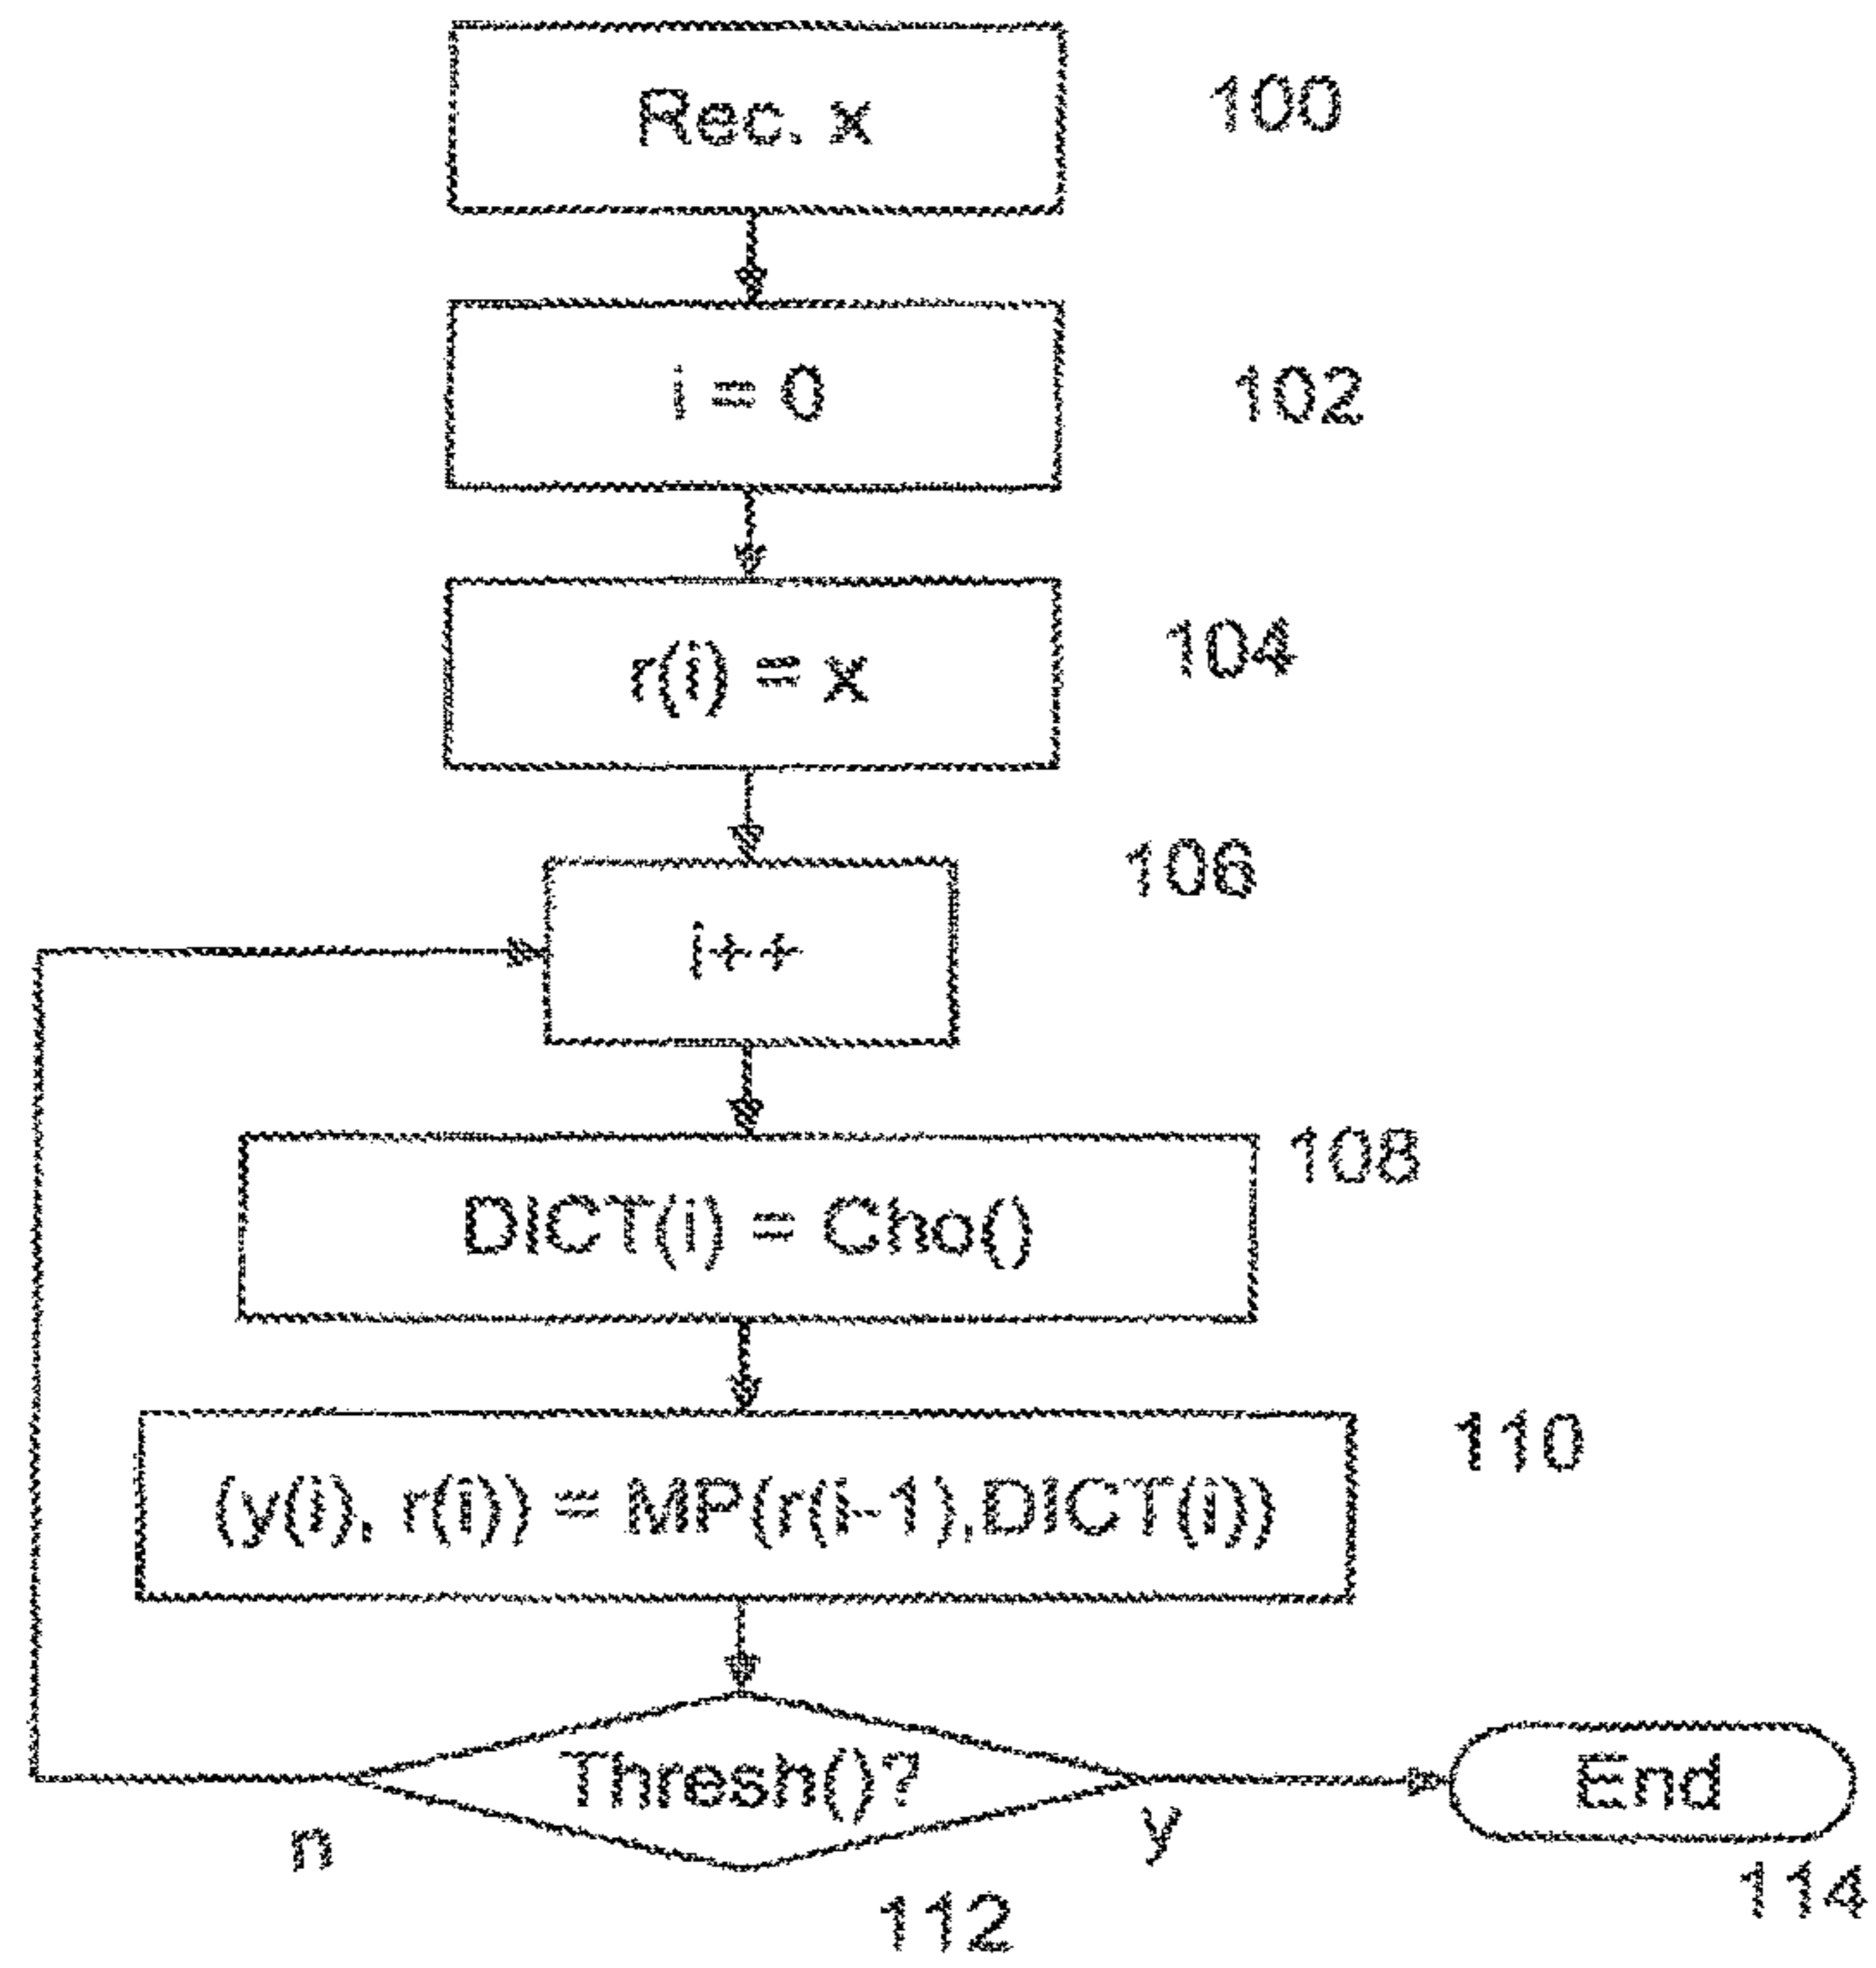 Rec. x
100
i = 0
102
r(i) = x
104
106
i++
108
DICT(i) = Cho()
110
(y(i), r(i)) = MP(r(i-1),DICT(i))
Thresh()?
End
n
y
114
112